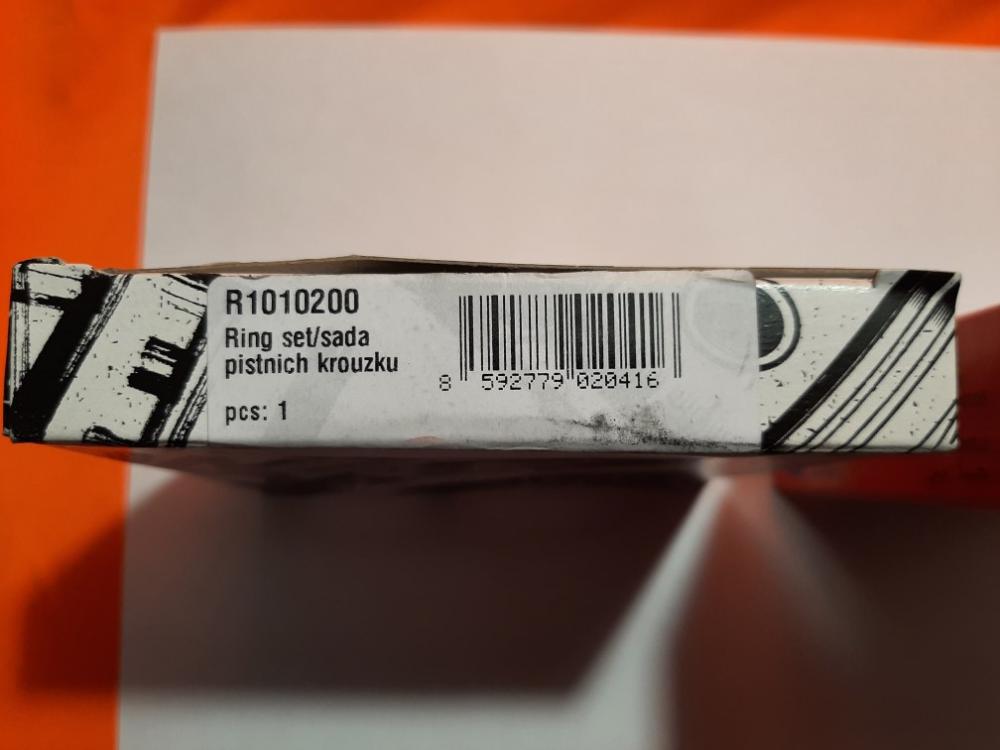 R1010200
Ring set/sada
pistnich krouzku
pcs: 1
8 592779 020416